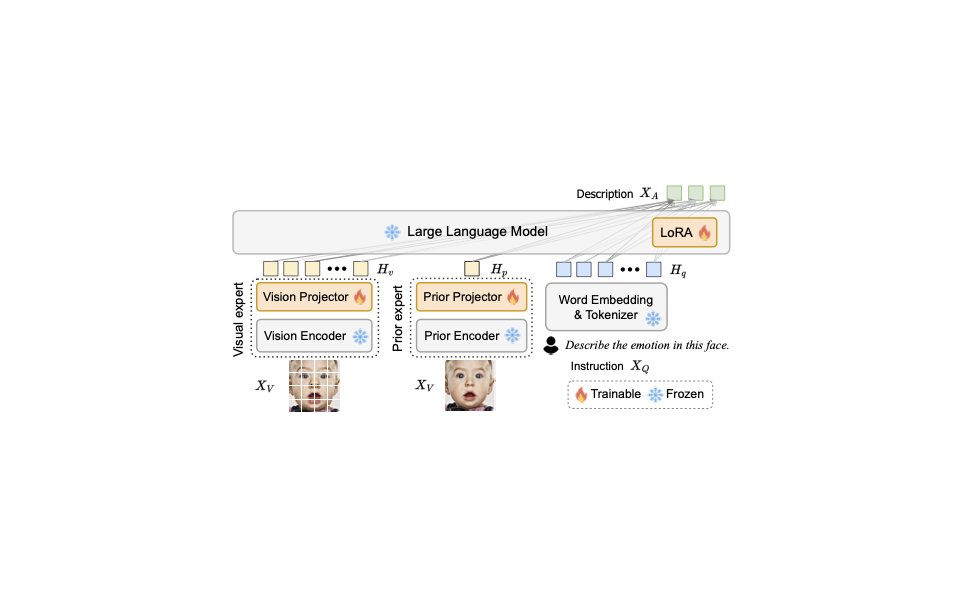 Description X_A
Large Language Model
LoRA
H_v
H_p
H_q
Visual expert
Vision Projector
Vision Encoder
Prior expert
Prior Projector
Prior Encoder
Word Embedding
& Tokenizer
Describe the emotion in this face.
Instruction X_Q
X_V
X_V
Trainable
Frozen